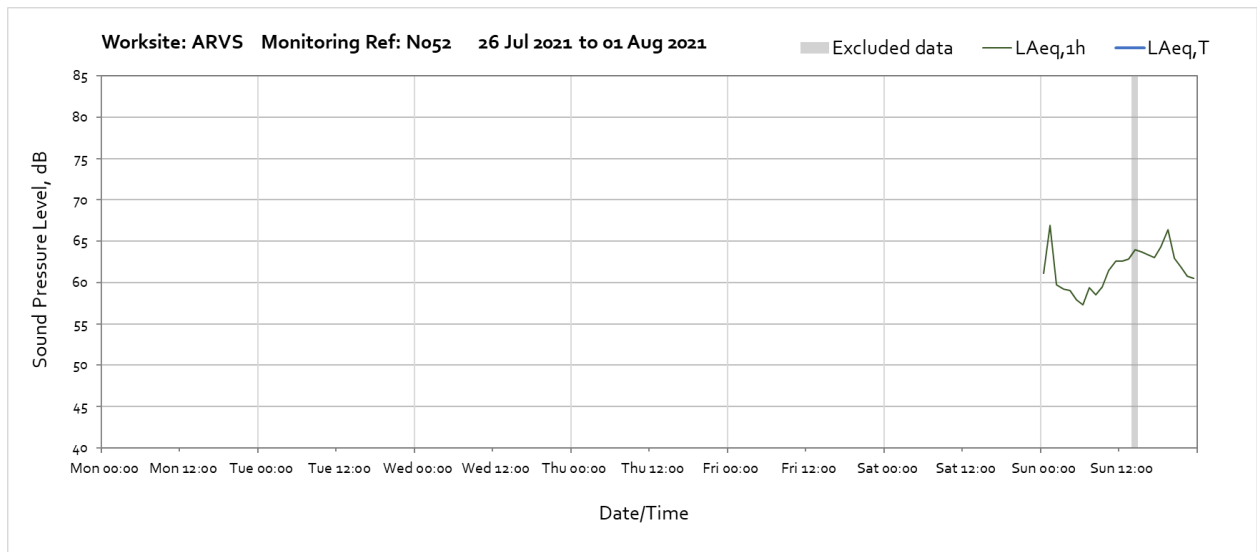 Worksite: ARVS Monitoring Ref: N052 26 Jul 2021 to 01 Aug 2021
Excluded data LAeq,1h LAeq,T
85
80
75
70
65
60
55
50
45
40
Sound Pressure Level, dB
Mon 00:00 Mon 12:00 Tue 00:00 Tue 12:00 Wed 00:00 Wed 12:00 Thu 00:00 Thu 12:00 Fri 00:00 Fri 12:00 Sat 00:00 Sat 12:00 Sun 00:00 Sun 12:00
Date/Time